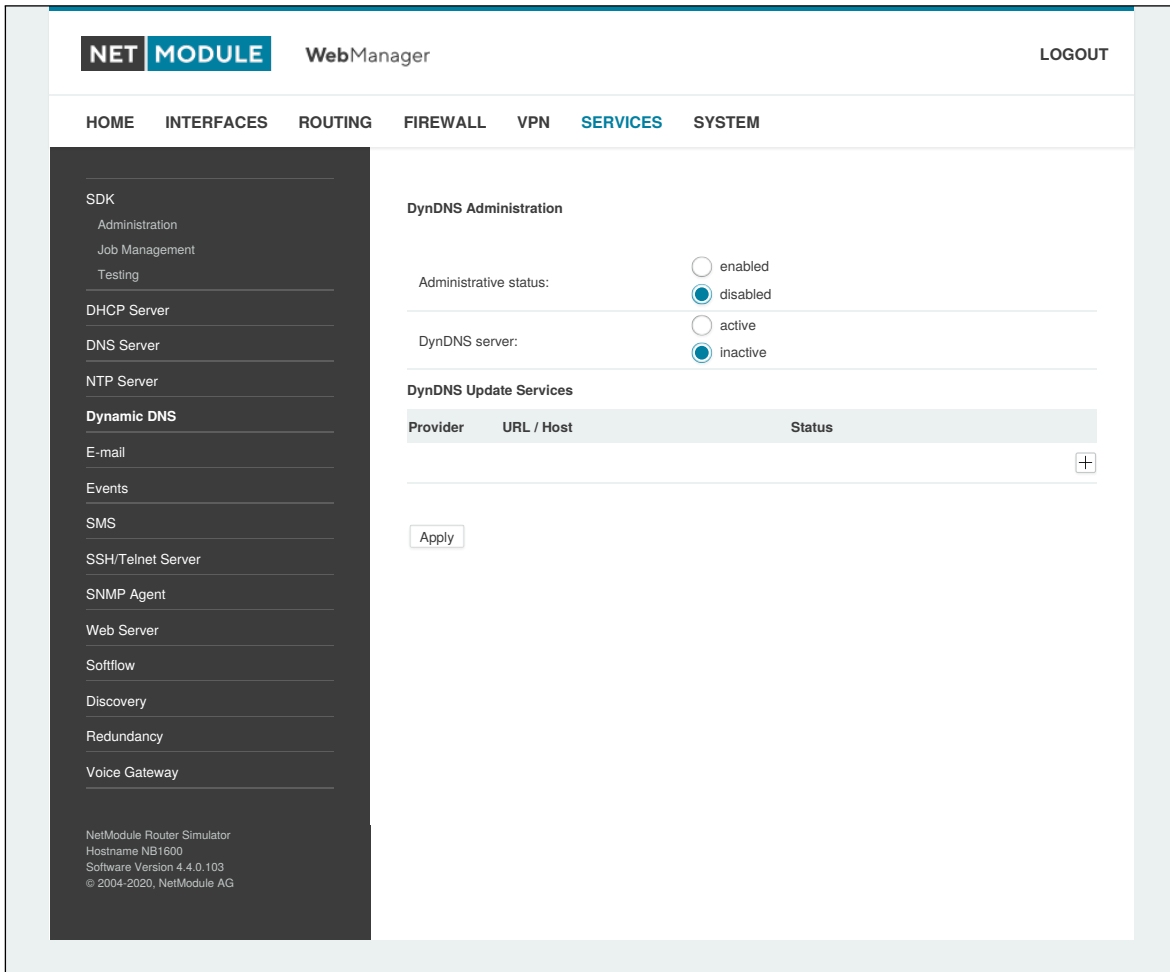 NET MODULE WebManager LOGOUT
HOME INTERFACES ROUTING FIREWALL VPN SERVICES SYSTEM
SDK
Administration
Job Management
Testing
DHCP Server
DNS Server
NTP Server
Dynamic DNS
E-mail
Events
SMS
SSH/Telnet Server
SNMP Agent
Web Server
Softflow
Discovery
Redundancy
Voice Gateway
NetModule Router Simulator
Hostname NB1600
Software Version 4.4.0.103
© 2004-2020, NetModule AG
DynDNS Administration
Administrative status:
enabled
disabled
DynDNS server:
active
inactive
DynDNS Update Services
Provider URL / Host Status
Apply